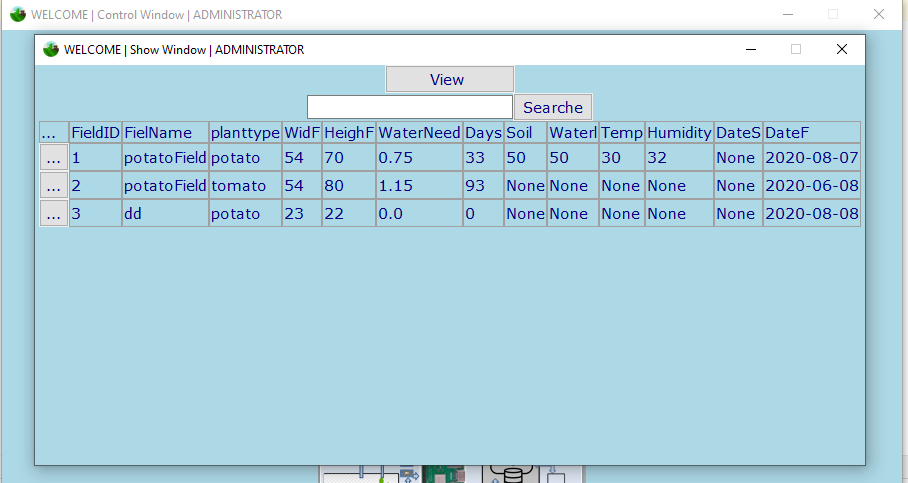 WELCOME | Control Window | ADMINISTRATOR
WELCOME | Show Window | ADMINISTRATOR
View
Searche
... FieldID FielName planttype WidF HeighF WaterNeed Days Soil Waterl Temp Humidity DateS DateF
... 1 potatoField potato 54 70 0.75 33 50 50 30 32 None 2020-08-07
... 2 potatoField tomato 54 80 1.15 93 None None None None None 2020-06-08
... 3 dd potato 23 22 0.0 0 None None None None None 2020-08-08